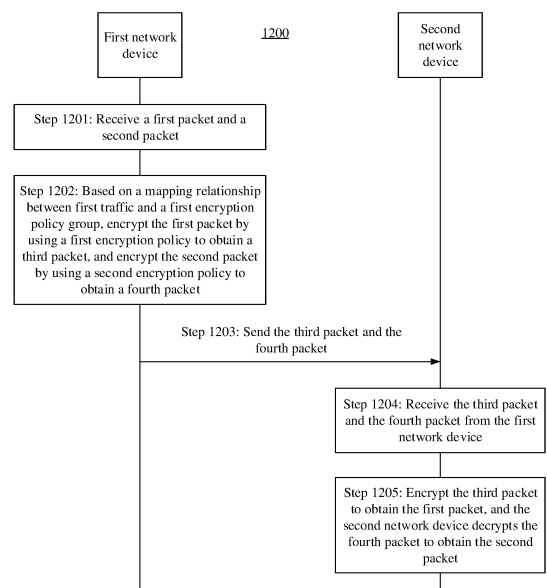 First network
device
1200
Second
network
device
Step 1201: Receive a first packet and a
second packet
Step 1202: Based on a mapping relationship
between first traffic and a first encryption
policy group, encrypt the first packet by
using a first encryption policy to obtain a
third packet, and encrypt the second packet
by using a second encryption policy to
obtain a fourth packet
Step 1203: Send the third packet and the
fourth packet
Step 1204: Receive the third packet
and the fourth packet from the first
network device
Step 1205: Encrypt the third packet
to obtain the first packet, and the
second network device decrypts the
fourth packet to obtain the second
packet